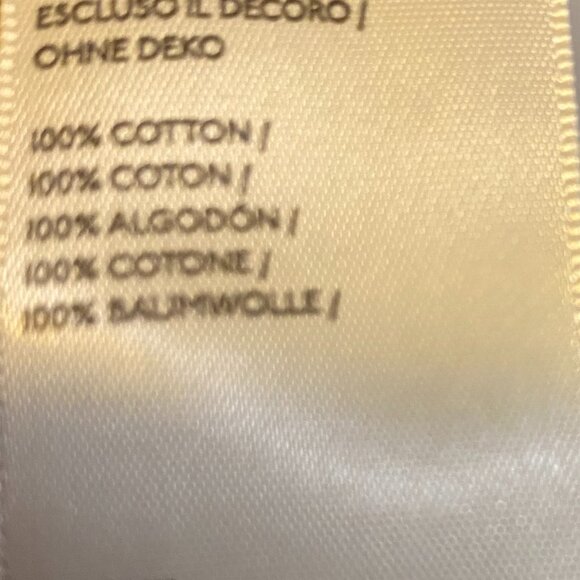 ESCLUSO IL DECORO /
OHNE DEKO
100% COTTON /
100% COTON /
100% ALGODÓN /
100% COTONE /
100% BAUMWOLLE /